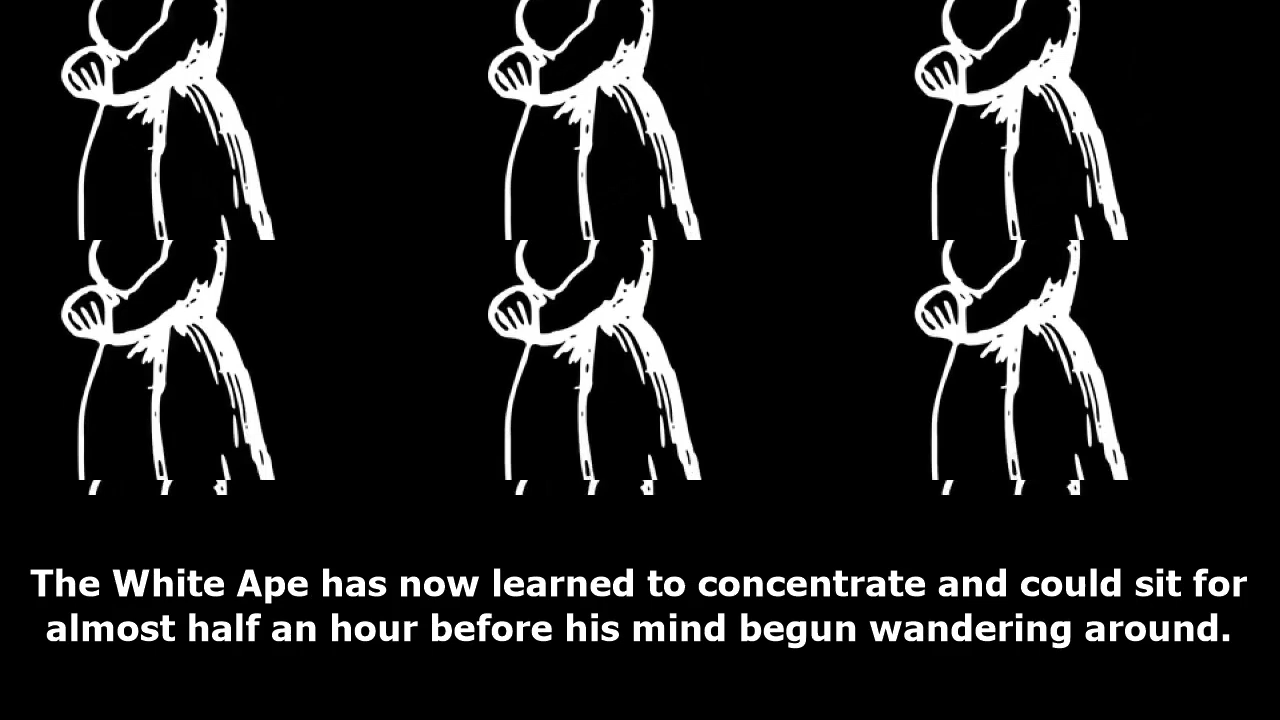 The White Ape has now learned to concentrate and could sit for
almost half an hour before his mind begun wandering around.